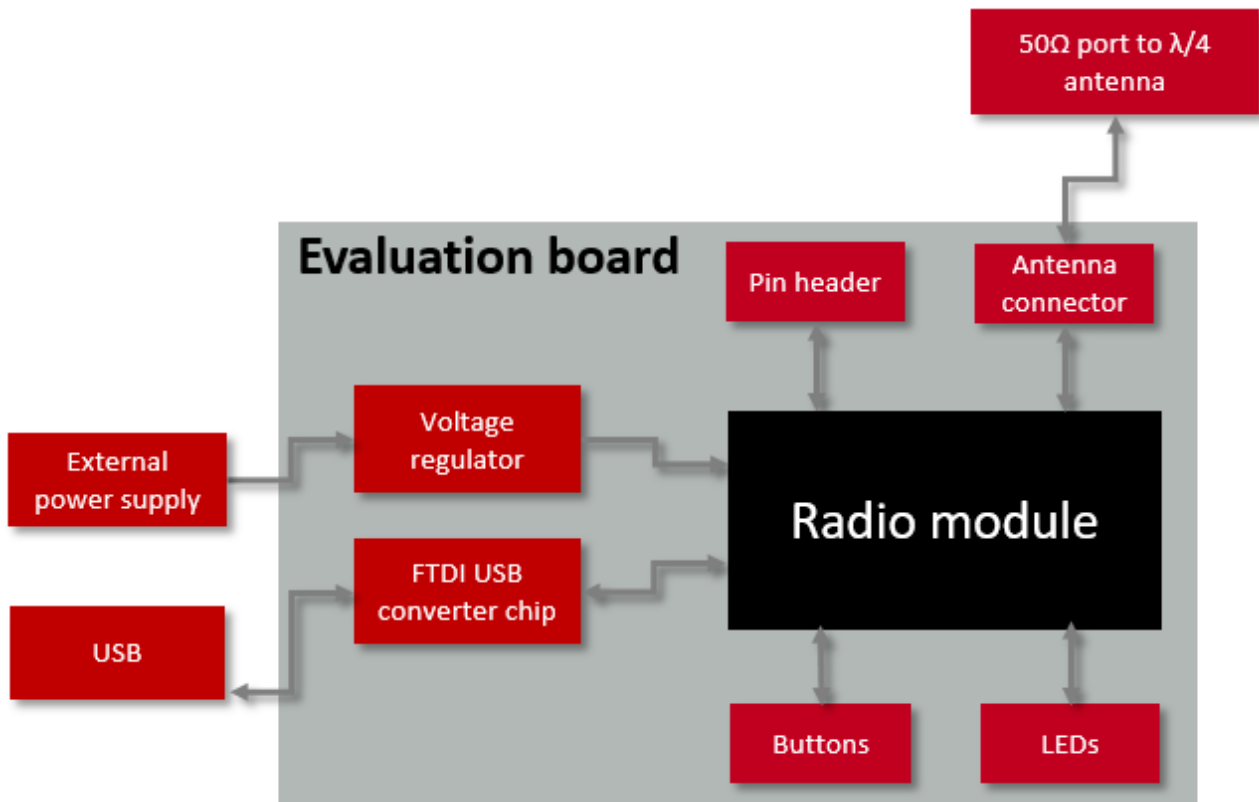 50Ω port to λ/4
antenna
Evaluation board
Pin header
Antenna
connector
Voltage
regulator
External
power supply
Radio module
FTDI USB
converter chip
USB
Buttons
LEDs